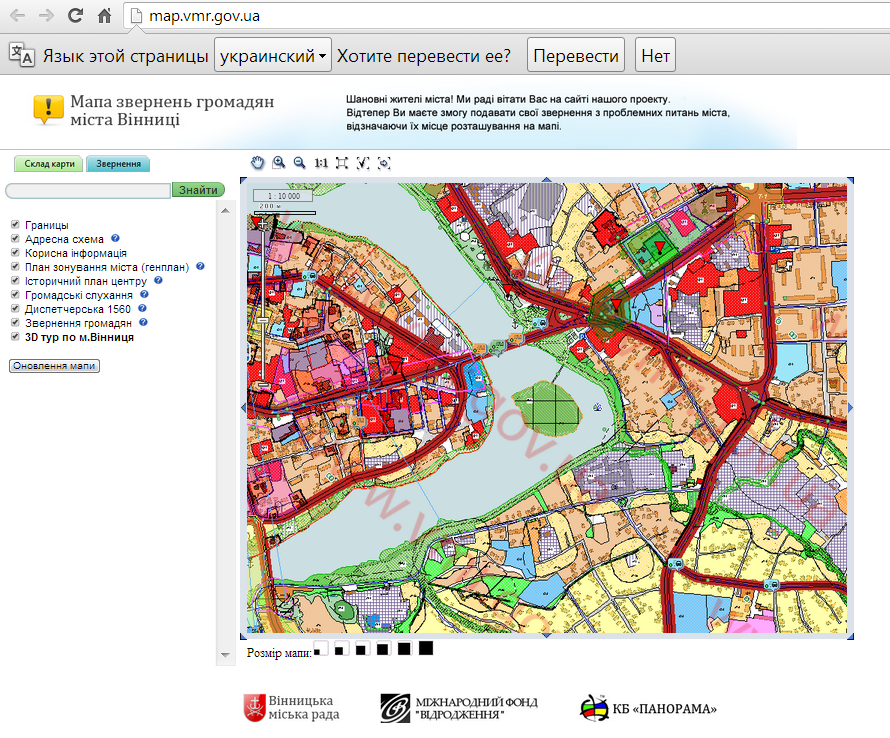 map.vmr.gov.ua
Язык этой страницы украинский Хотите перевести ее? Перевести Нет
Мапа звернень громадян
міста Вінниці
Шановні жителі міста! Ми раді вітати Вас на сайті нашого проекту.
Відтепер Ви маєте змогу подавати свої звернення з проблемних питань міста,
відзначаючи їх місце розташування на мапі.
Склад карти Звернення
1:1
Знайти
1 : 10 000
200 м
Границы
Адресна схема
Корисна інформація
План зонування міста (генплан)
Історичний план центру
Громадські слухання
Диспетчерська 1560
Звернення громадян
3D тур по м.Вінниця
Оновлення мапи
Розмір мапи:
Вінницька
міська рада
МІЖНАРОДНИЙ ФОНД
"ВІДРОДЖЕННЯ"
КБ «ПАНОРАМА»